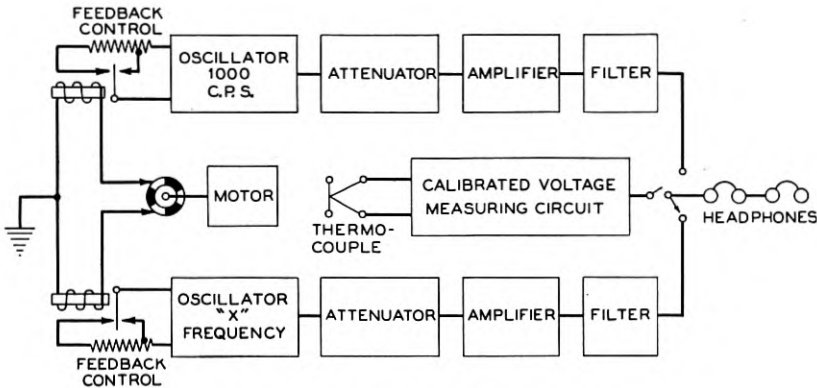 FEEDBACK
CONTROL
OSCILLATOR
1000
C.P.S.
ATTENUATOR
AMPLIFIER
FILTER
MOTOR
THERMO-
COUPLE
CALIBRATED VOLTAGE
MEASURING CIRCUIT
HEADPHONES
OSCILLATOR
"X"
FREQUENCY
ATTENUATOR
AMPLIFIER
FILTER
FEEDBACK
CONTROL